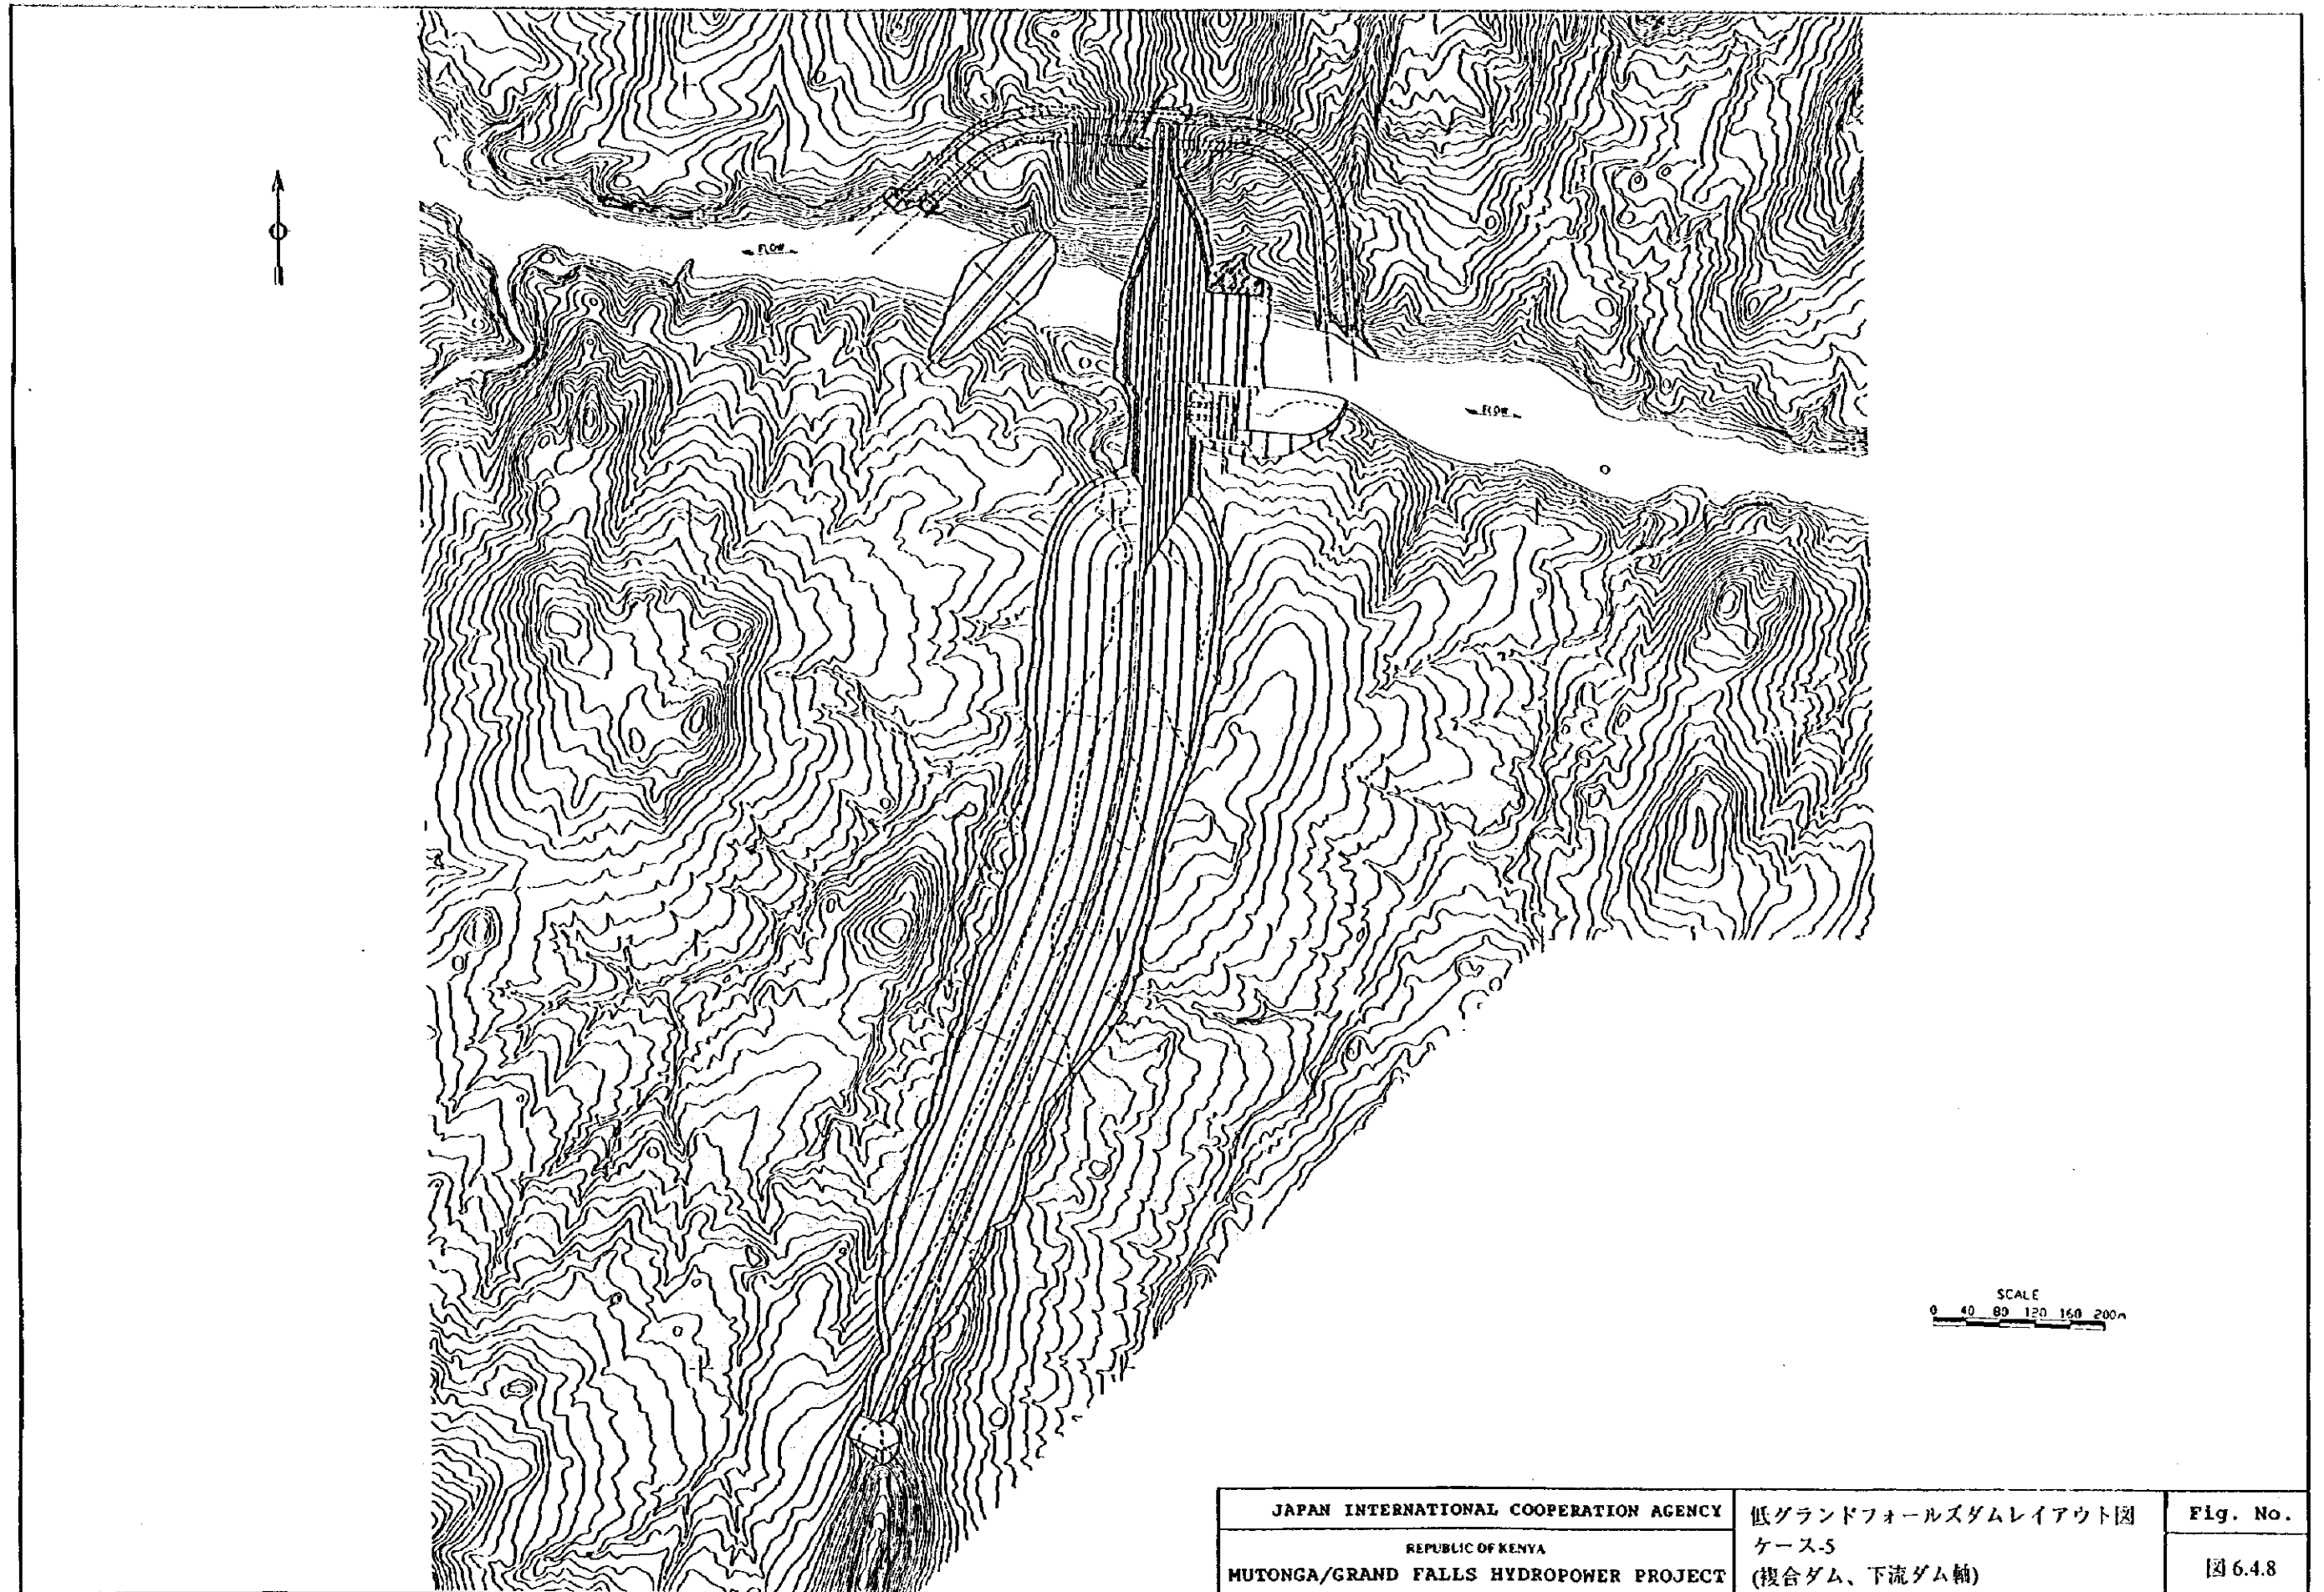 FLOW
FLOW
SCALE
0 40 80 120 160 200m
JAPAN INTERNATIONAL COOPERATION AGENCY
REPUBLIC OF KENYA
MUTONGA/GRAND FALLS HYDROPOWER PROJECT
低グランドフォールズダムレイアウト図
ケース-5
(複合ダム、下流ダム軸)
Fig. No.
図 6.4.8